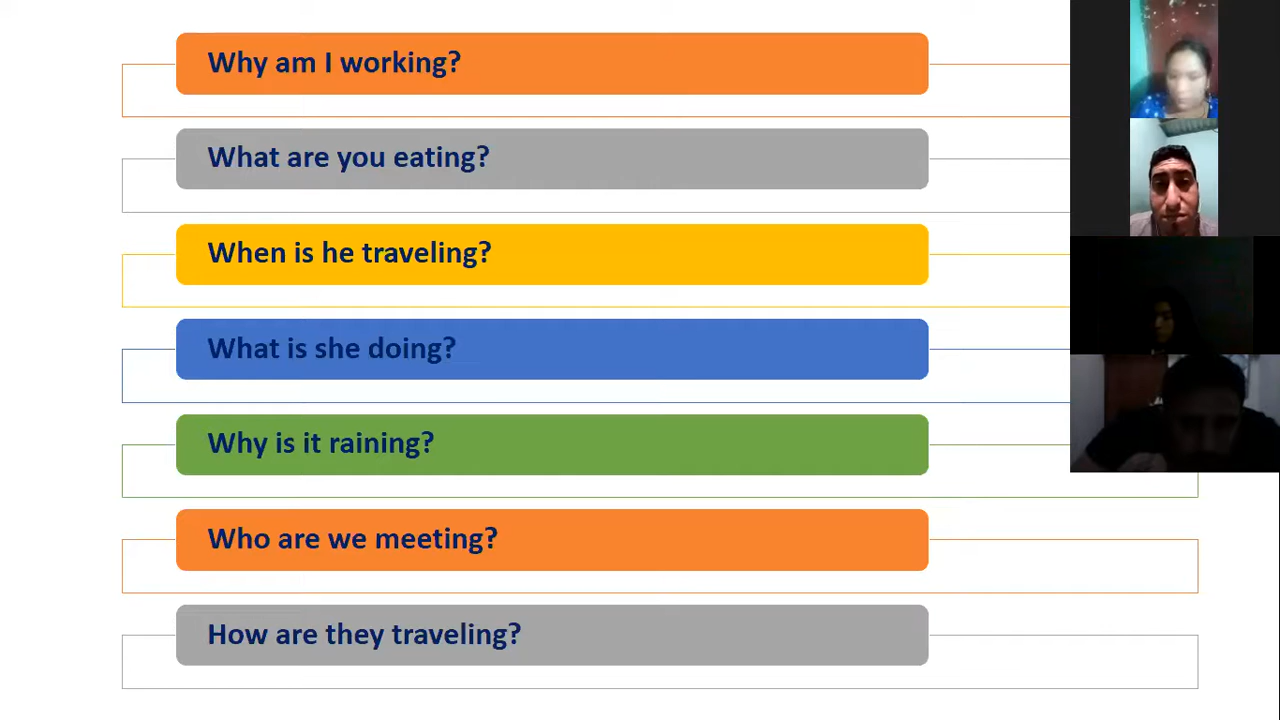 Why am I working?
What are you eating?
When is he traveling?
What is she doing?
Why is it raining?
Who are we meeting?
How are they traveling?